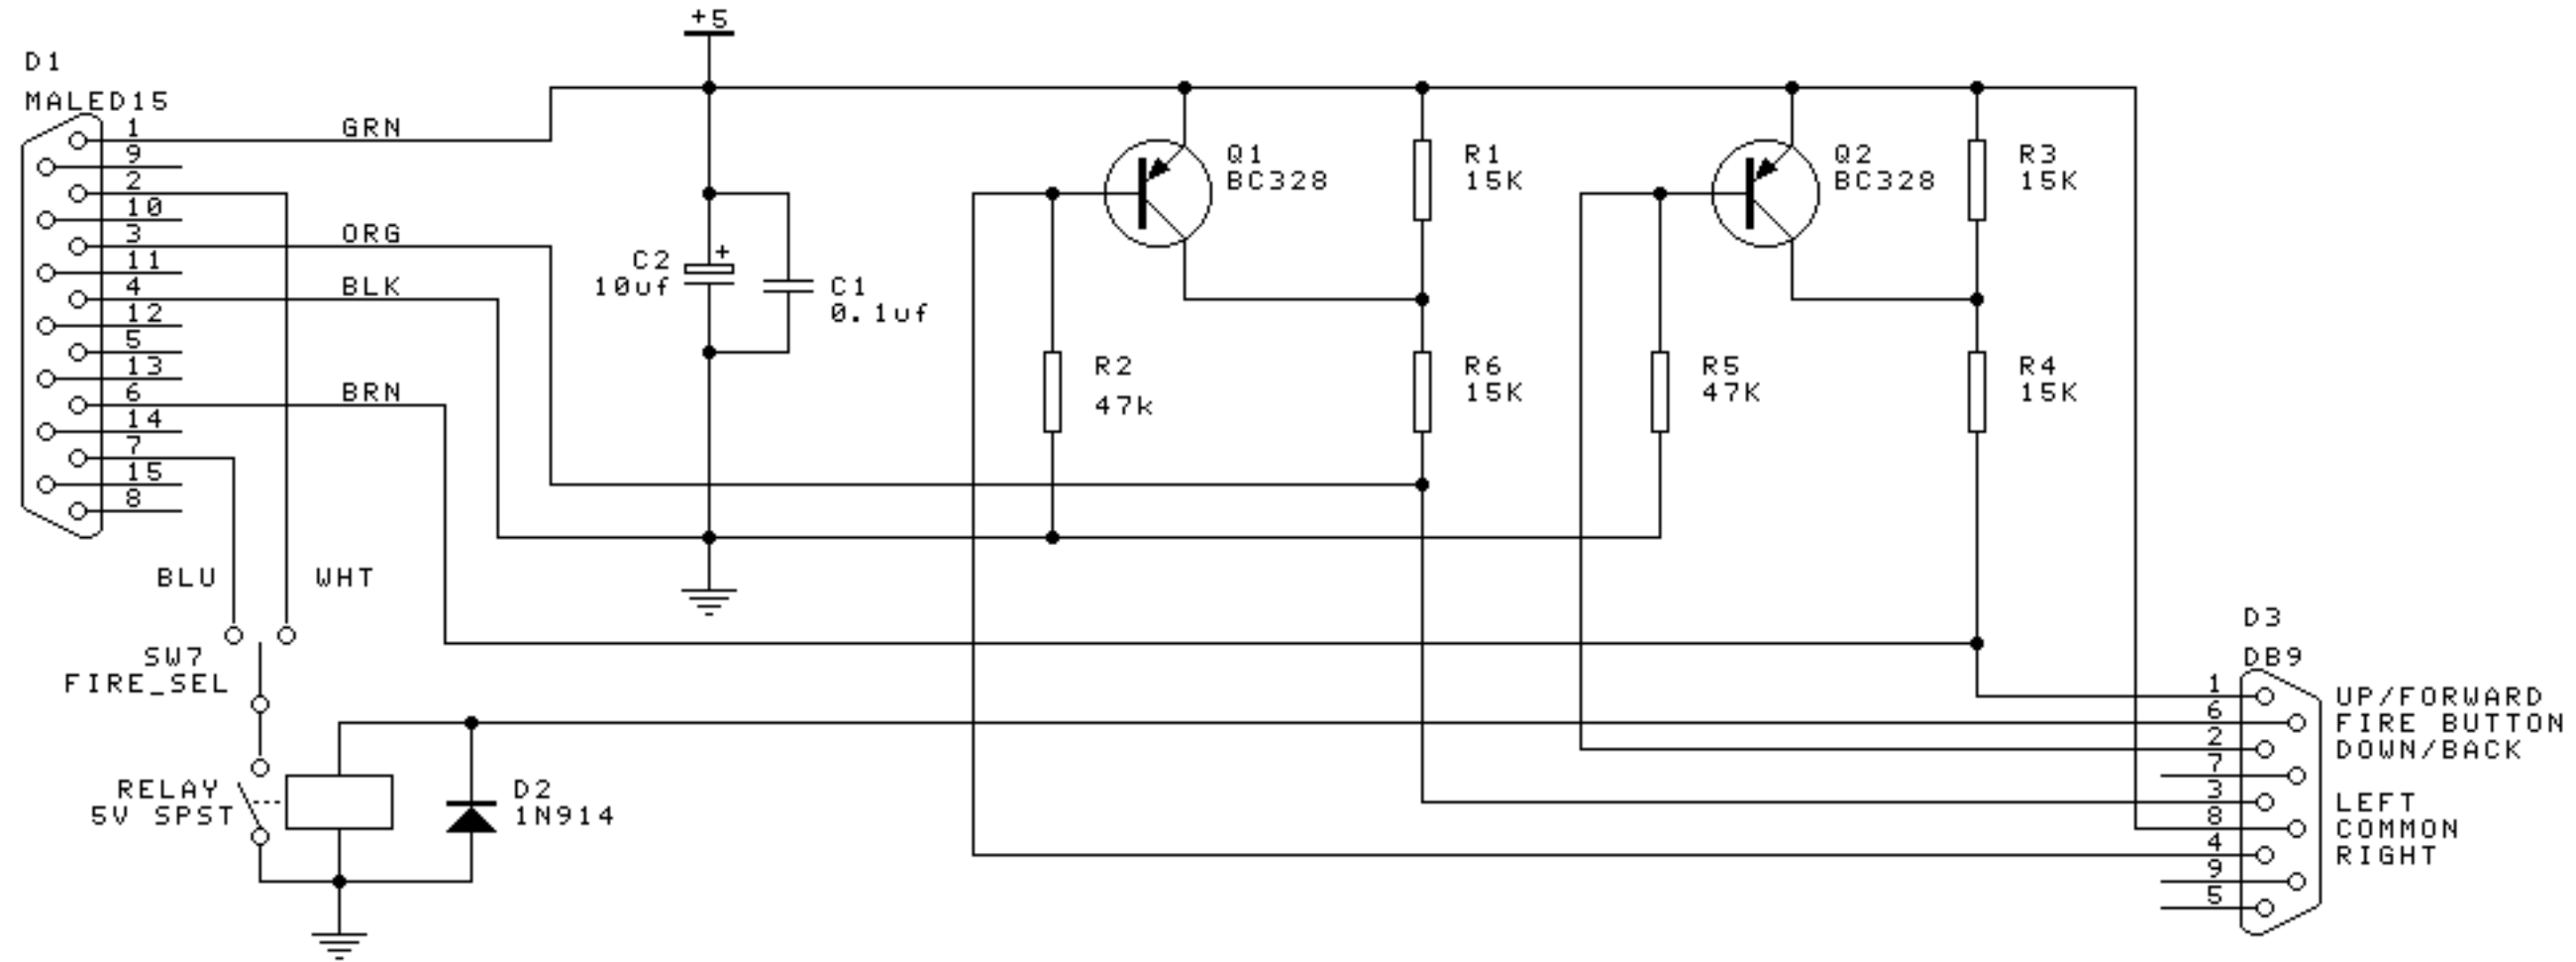 +5
D1
MALED15
1
GRN
9
2
10
3
ORG
11
4
BLK
12
5
13
6
BRN
14
7
15
8
C2
10uf
+
C1
0.1uf
Q1
BC328
R1
15K
Q2
BC328
R3
15K
R2
47k
R6
15K
R5
47K
R4
15K
BLU
WHT
SW7
FIRE_SEL
RELAY
5V SPST
D2
1N914
D3
DB9
1
UP/FORWARD
6
FIRE BUTTON
2
DOWN/BACK
7
3
LEFT
8
COMMON
4
RIGHT
9
5